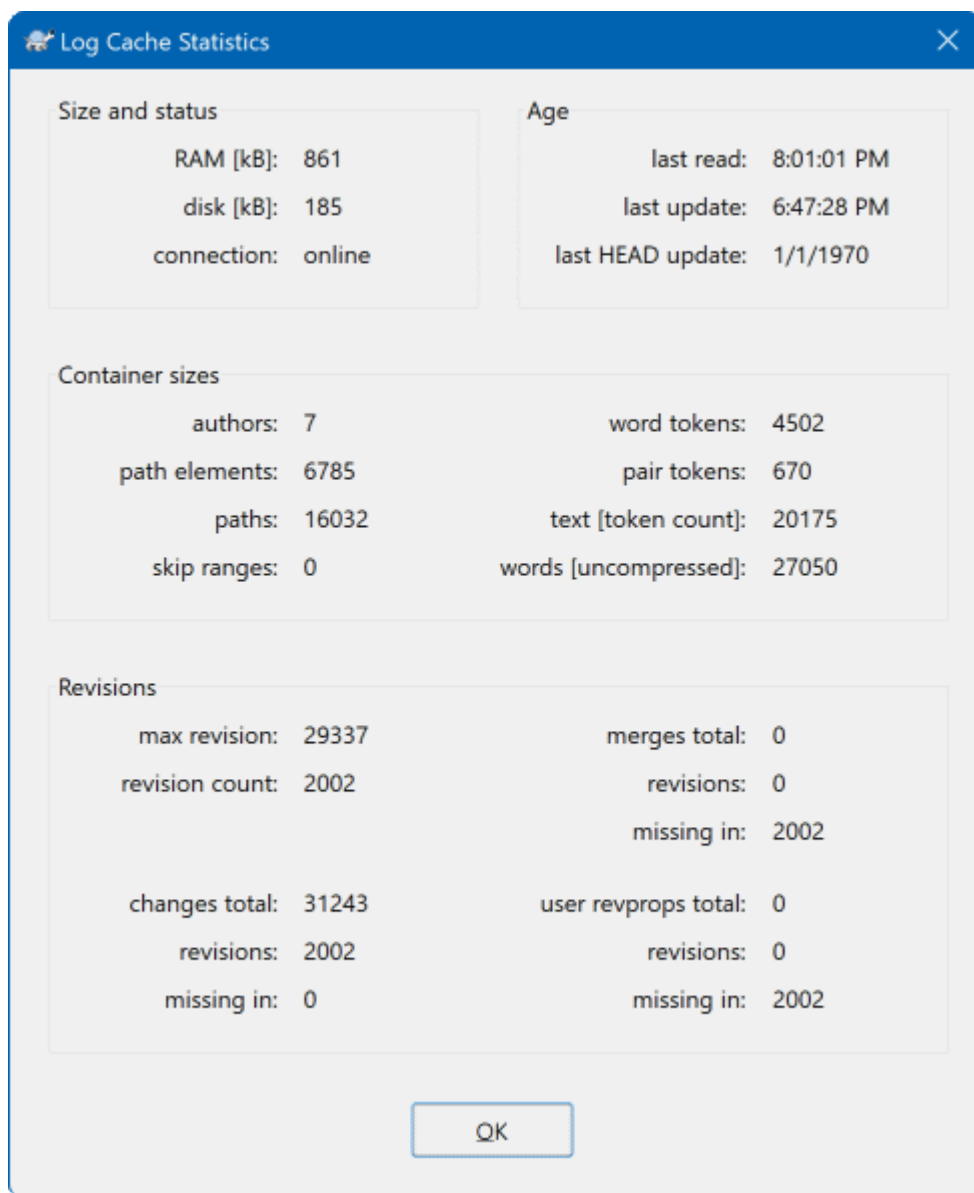 Log Cache Statistics
Size and status
RAM [kB]: 861
disk [kB]: 185
connection: online
Age
last read: 8:01:01 PM
last update: 6:47:28 PM
last HEAD update: 1/1/1970
Container sizes
authors: 7
path elements: 6785
paths: 16032
skip ranges: 0
word tokens: 4502
pair tokens: 670
text [token count]: 20175
words [uncompressed]: 27050
Revisions
max revision: 29337
revision count: 2002
merges total: 0
revisions: 0
missing in: 2002
changes total: 31243
revisions: 2002
missing in: 0
user revprops total: 0
revisions: 0
missing in: 2002
OK